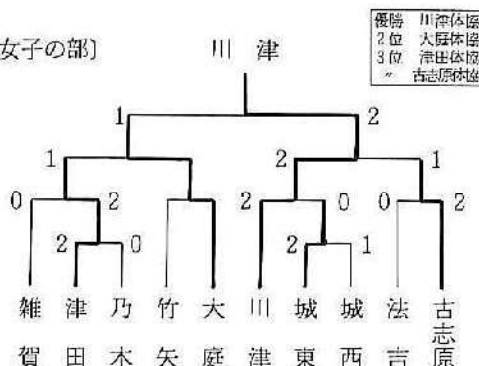 女子の部〕
川津
優勝 川津体協
2位 大庭体協
3位 津田体協
〃 古志原体協
1 2
1 2 1
0 2 2 0 0 2
2 0 2 1
雑賀
津田
乃木
竹矢
大庭
川津
城東
城西
法吉
古志原